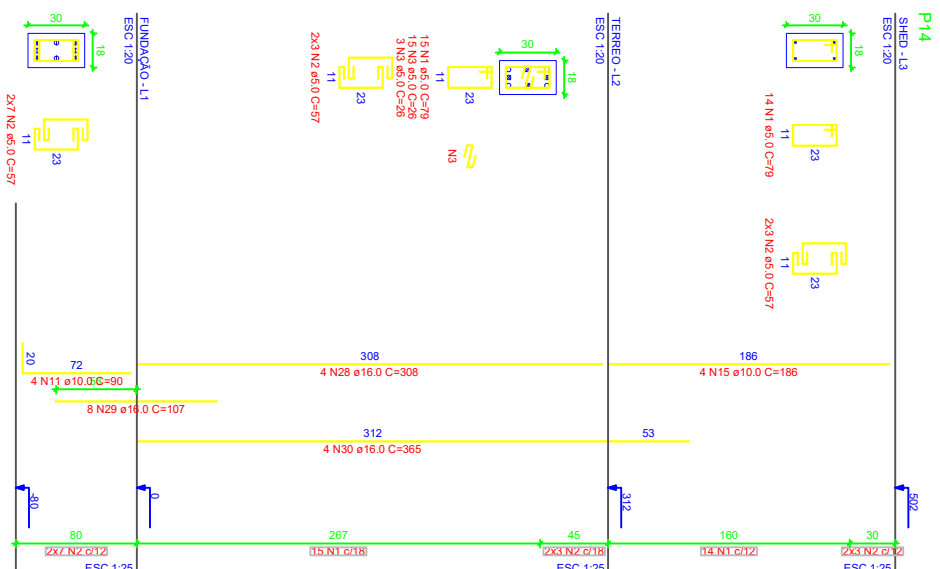 P14
SHED - L3
ESC 1:20
30
18
14 N1 ø5.0 C=79
11
23
2x3 N2 ø5.0 C=57
11
23
TERREO - L2
ESC 1:20
30
18
15 N1 ø5.0 C=79
15 N3 ø5.0 C=26
3 N3 ø5.0 C=26
11
23
N3
2x3 N2 ø5.0 C=57
11
23
FUNDAÇÃO - L1
ESC 1:20
30
18
2x7 N2 ø5.0 C=57
11
23
20
72
4 N11 ø10.0 C=90
308
4 N28 ø16.0 C=308
186
4 N15 ø10.0 C=186
8 N29 ø16.0 C=107
312
53
4 N30 ø16.0 C=365
-80
0
312
502
80
267
45
160
30
2x7 N2 c/12
15 N1 c/18
2x3 N2 c/18
14 N1 c/12
2x3 N2 c/12
ESC 1:25
ESC 1:25
ESC 1:25